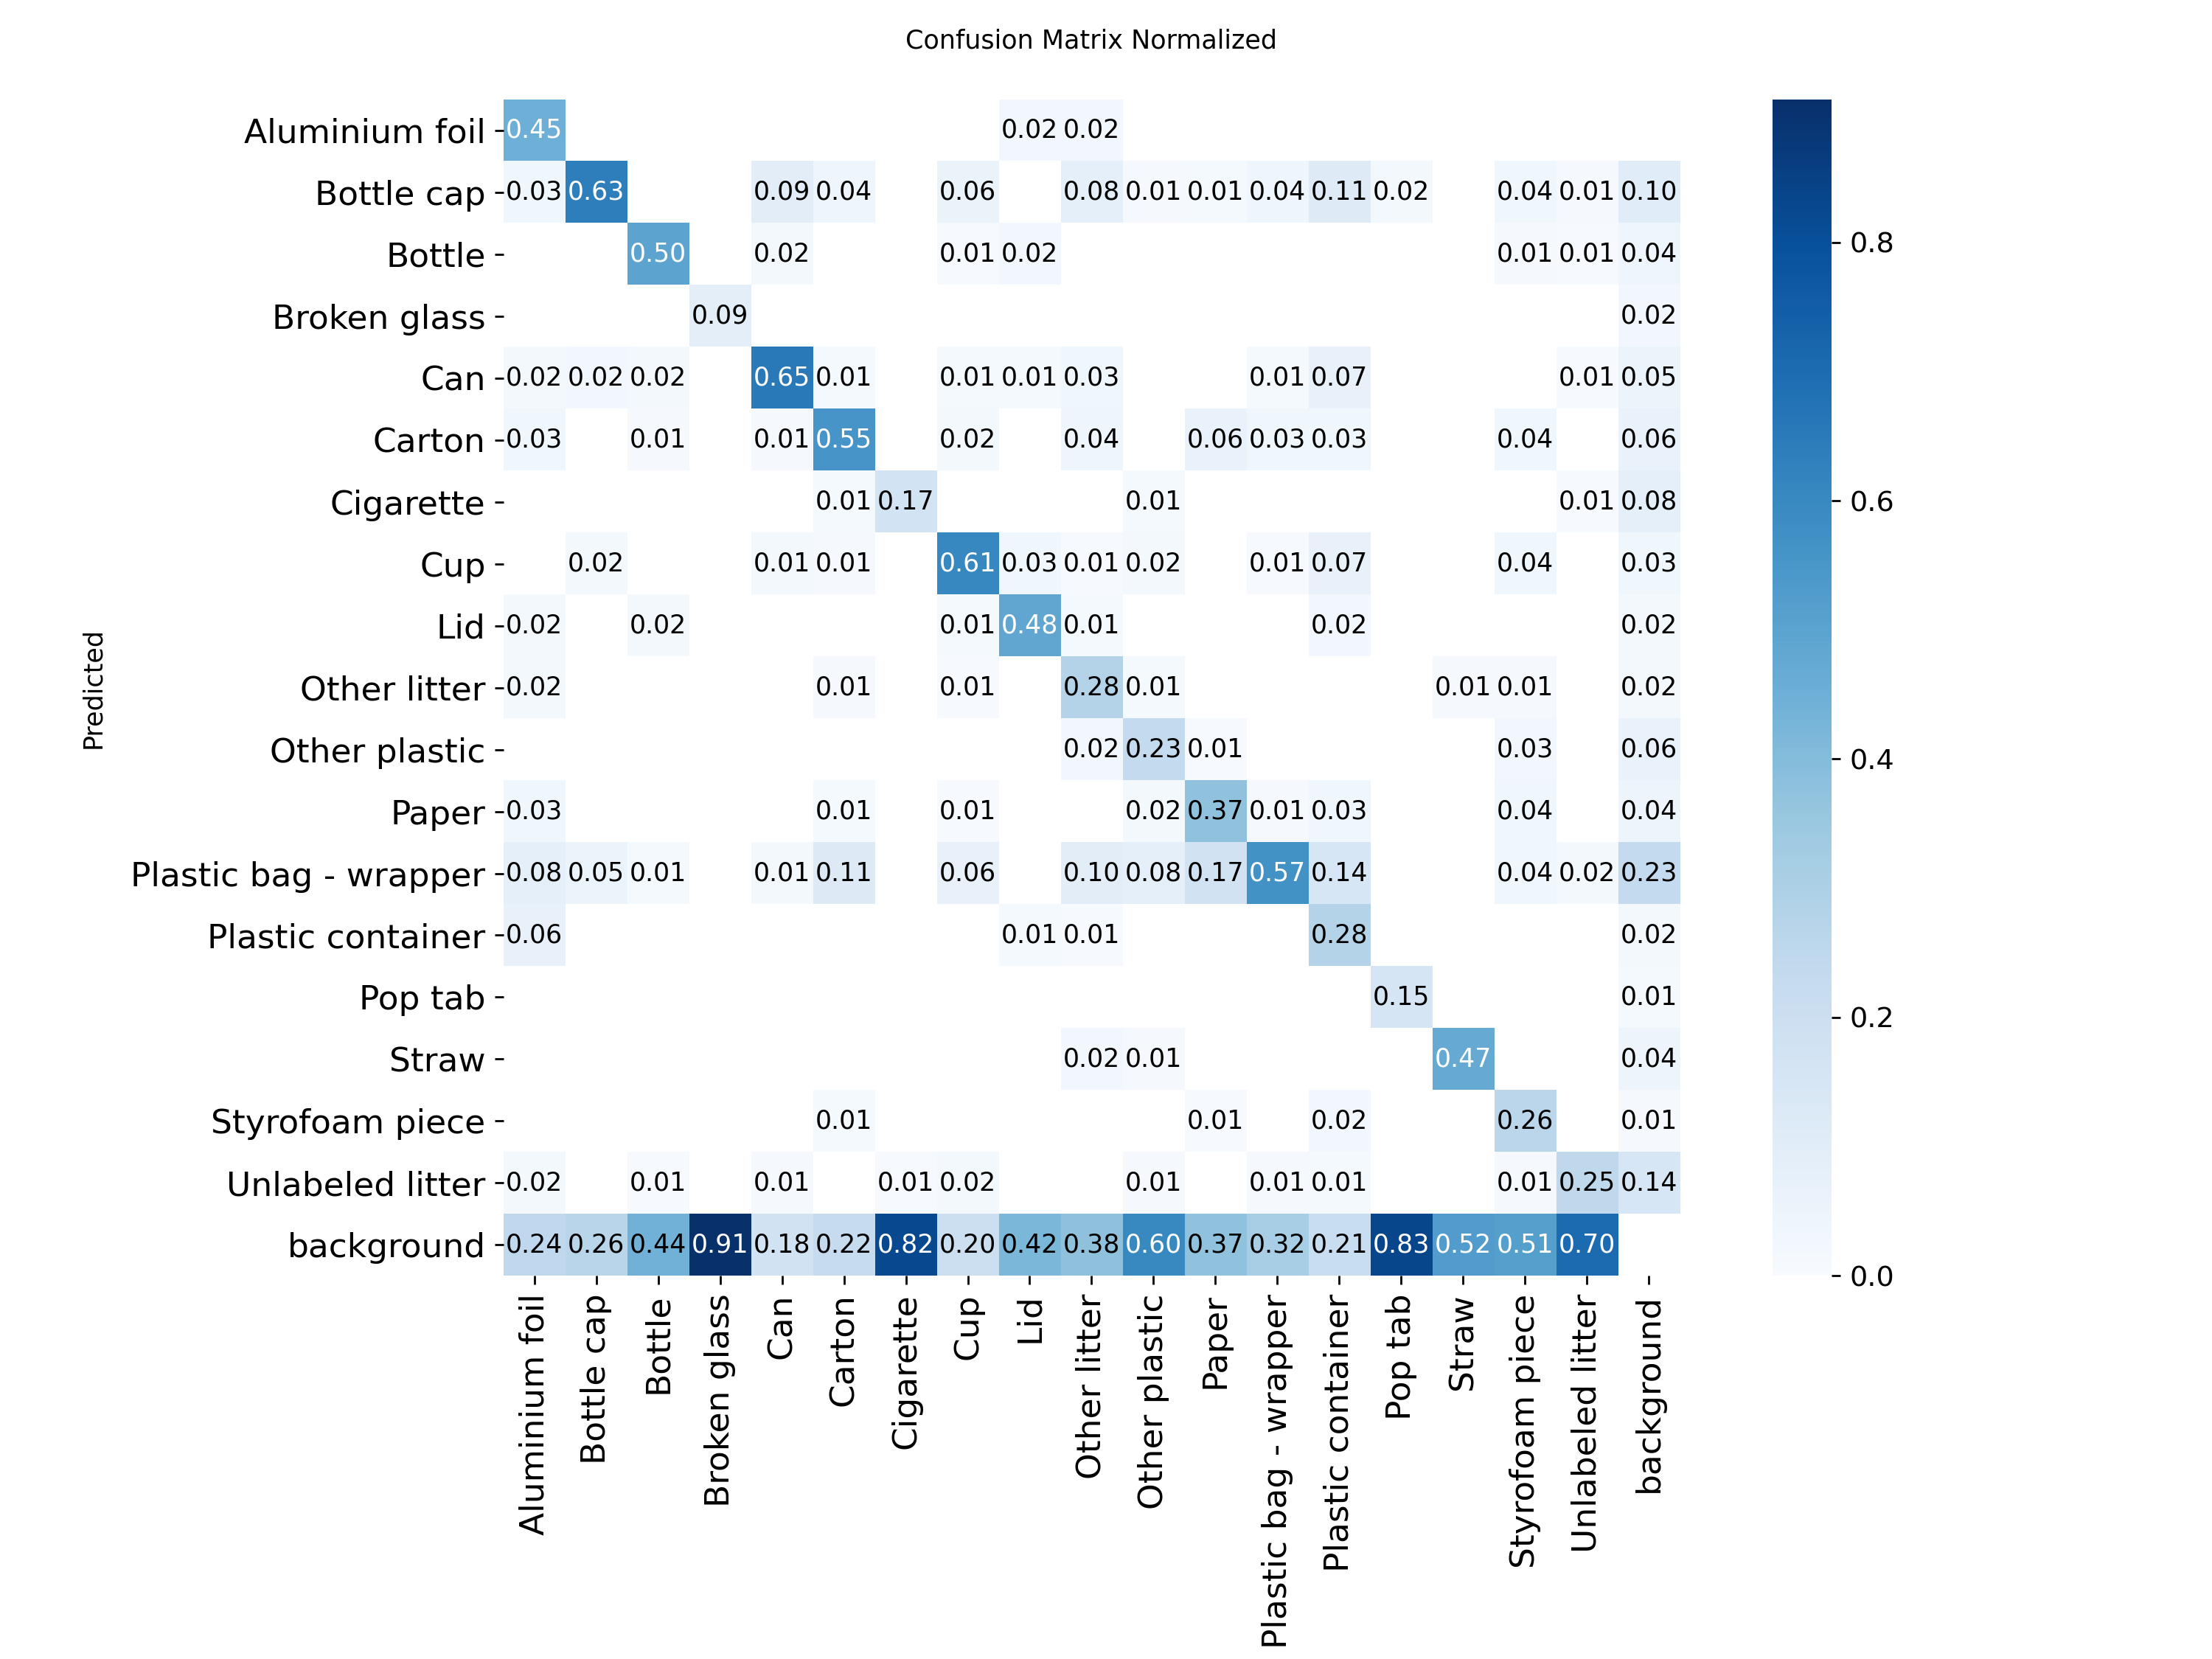 Confusion Matrix Normalized
Aluminium foil 0.45 0.02 0.02
Bottle cap 0.03 0.63 0.09 0.04 0.06 0.08 0.01 0.01 0.04 0.11 0.02 0.04 0.01 0.10
Bottle 0.50 0.02 0.01 0.02 0.01 0.01 0.04
Broken glass 0.09 0.02
Can 0.02 0.02 0.02 0.65 0.01 0.01 0.01 0.03 0.01 0.07 0.01 0.05
Carton 0.03 0.01 0.01 0.55 0.02 0.04 0.06 0.03 0.03 0.04 0.06
Cigarette 0.01 0.17 0.01 0.01 0.08
Cup 0.02 0.01 0.01 0.61 0.03 0.01 0.02 0.01 0.07 0.04 0.03
Lid 0.02 0.02 0.01 0.48 0.01 0.02 0.02
Other litter 0.02 0.01 0.01 0.28 0.01 0.01 0.01 0.02
Other plastic 0.02 0.23 0.01 0.03 0.06
Paper 0.03 0.01 0.01 0.02 0.37 0.01 0.03 0.04 0.04
Plastic bag - wrapper 0.08 0.05 0.01 0.01 0.11 0.06 0.10 0.08 0.17 0.57 0.14 0.04 0.02 0.23
Plastic container 0.06 0.01 0.01 0.28 0.02
Pop tab 0.15 0.01
Straw 0.02 0.01 0.47 0.04
Styrofoam piece 0.01 0.01 0.02 0.26 0.01
Unlabeled litter 0.02 0.01 0.01 0.01 0.02 0.01 0.01 0.01 0.01 0.25 0.14
background 0.24 0.26 0.44 0.91 0.18 0.22 0.82 0.20 0.42 0.38 0.60 0.37 0.32 0.21 0.83 0.52 0.51 0.70
Predicted
Aluminium foil
Bottle cap
Bottle
Broken glass
Can
Carton
Cigarette
Cup
Lid
Other litter
Other plastic
Paper
Plastic bag - wrapper
Plastic container
Pop tab
Straw
Styrofoam piece
Unlabeled litter
background
0.8
0.6
0.4
0.2
0.0